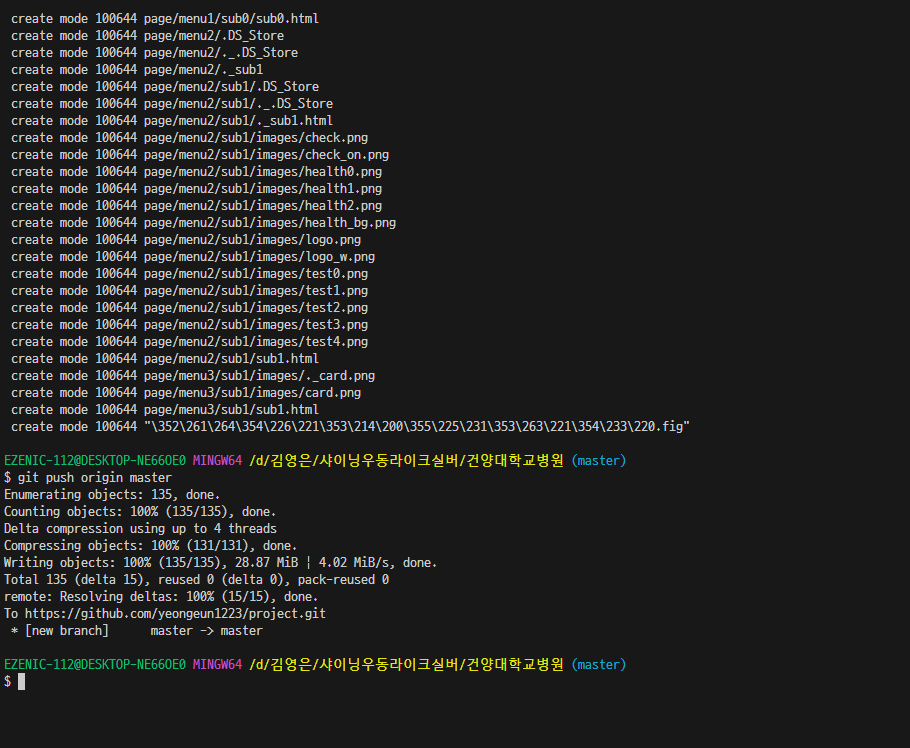 create mode 100644 page/menu1/sub0/sub0.html
create mode 100644 page/menu2/.DS_Store
create mode 100644 page/menu2/._.DS_Store
create mode 100644 page/menu2/._sub1
create mode 100644 page/menu2/sub1/.DS_Store
create mode 100644 page/menu2/sub1/._.DS_Store
create mode 100644 page/menu2/sub1/._sub1.html
create mode 100644 page/menu2/sub1/images/check.png
create mode 100644 page/menu2/sub1/images/check_on.png
create mode 100644 page/menu2/sub1/images/health0.png
create mode 100644 page/menu2/sub1/images/health1.png
create mode 100644 page/menu2/sub1/images/health2.png
create mode 100644 page/menu2/sub1/images/health_bg.png
create mode 100644 page/menu2/sub1/images/logo.png
create mode 100644 page/menu2/sub1/images/logo_w.png
create mode 100644 page/menu2/sub1/images/test0.png
create mode 100644 page/menu2/sub1/images/test1.png
create mode 100644 page/menu2/sub1/images/test2.png
create mode 100644 page/menu2/sub1/images/test3.png
create mode 100644 page/menu2/sub1/images/test4.png
create mode 100644 page/menu2/sub1/sub1.html
create mode 100644 page/menu3/sub1/images/._card.png
create mode 100644 page/menu3/sub1/images/card.png
create mode 100644 page/menu3/sub1/sub1.html
create mode 100644 "\352\261\264\354\226\221\353\214\200\355\225\231\353\263\221\354\233\220.fig"
EZENIC-112@DESKTOP-NE66OE0 MINGW64 /d/김영은/샤이닝우동라이크실버/건양대학교병원 (master)
$ git push origin master
Enumerating objects: 135, done.
Counting objects: 100% (135/135), done.
Delta compression using up to 4 threads
Compressing objects: 100% (131/131), done.
Writing objects: 100% (135/135), 28.87 MiB | 4.02 MiB/s, done.
Total 135 (delta 15), reused 0 (delta 0), pack-reused 0
remote: Resolving deltas: 100% (15/15), done.
To https://github.com/yeongeun1223/project.git
* [new branch]      master -> master
EZENIC-112@DESKTOP-NE66OE0 MINGW64 /d/김영은/샤이닝우동라이크실버/건양대학교병원 (master)
$